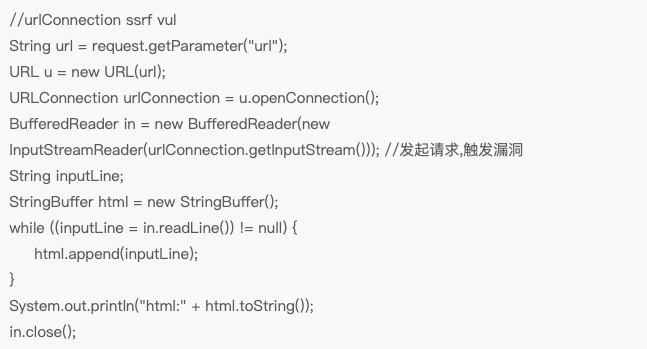 //urlConnection ssrf vul
String url = request.getParameter("url");
URL u = new URL(url);
URLConnection urlConnection = u.openConnection();
BufferedReader in = new BufferedReader(new
InputStreamReader(urlConnection.getInputStream())); //发起请求,触发漏洞
String inputLine;
StringBuffer html = new StringBuffer();
while ((inputLine = in.readLine()) != null) {
html.append(inputLine);
}
System.out.println("html:" + html.toString());
in.close();